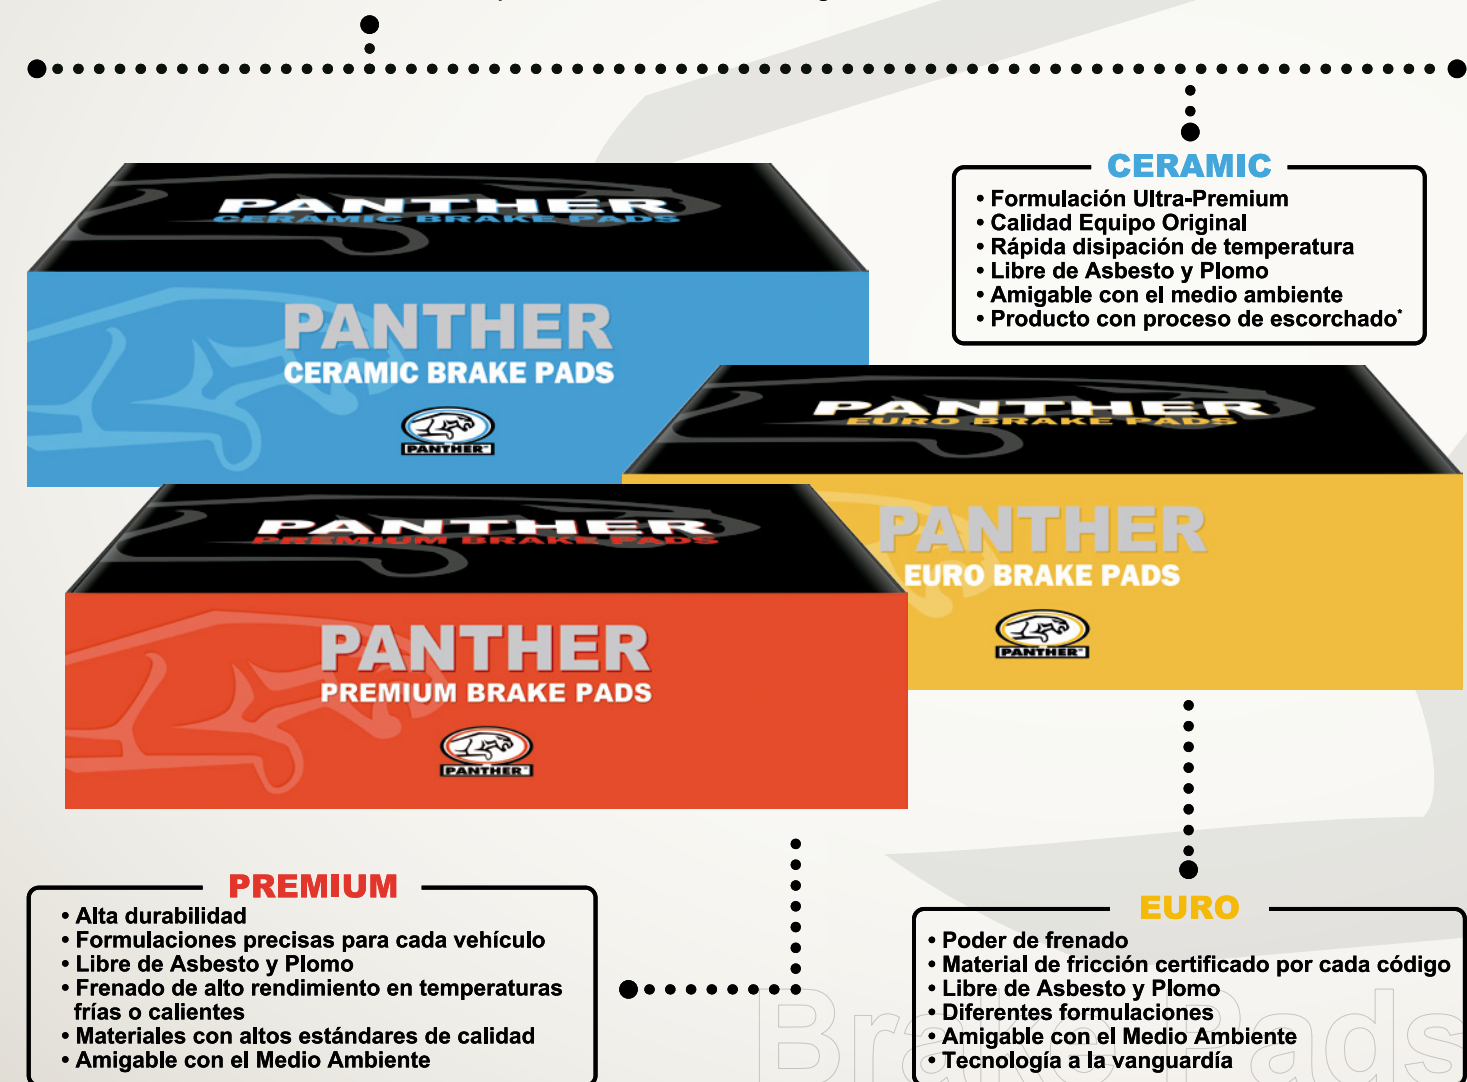 CERAMIC
• Formulación Ultra-Premium
• Calidad Equipo Original
• Rápida disipación de temperatura
• Libre de Asbesto y Plomo
• Amigable con el medio ambiente
• Producto con proceso de escorchado*
PANTHER
CERAMIC BRAKE PADS
PANTHER
CERAMIC BRAKE PADS
PANTHER
PANTHER
EURO BRAKE PADS
PANTHER
EURO BRAKE PADS
PANTHER
PANTHER
PREMIUM BRAKE PADS
PANTHER
PREMIUM BRAKE PADS
PANTHER
PREMIUM
• Alta durabilidad
• Formulaciones precisas para cada vehículo
• Libre de Asbesto y Plomo
• Frenado de alto rendimiento en temperaturas
frías o calientes
• Materiales con altos estándares de calidad
• Amigable con el Medio Ambiente
EURO
• Poder de frenado
• Material de fricción certificado por cada código
• Libre de Asbesto y Plomo
• Diferentes formulaciones
• Amigable con el Medio Ambiente
• Tecnología a la vanguardía
Brake Pads